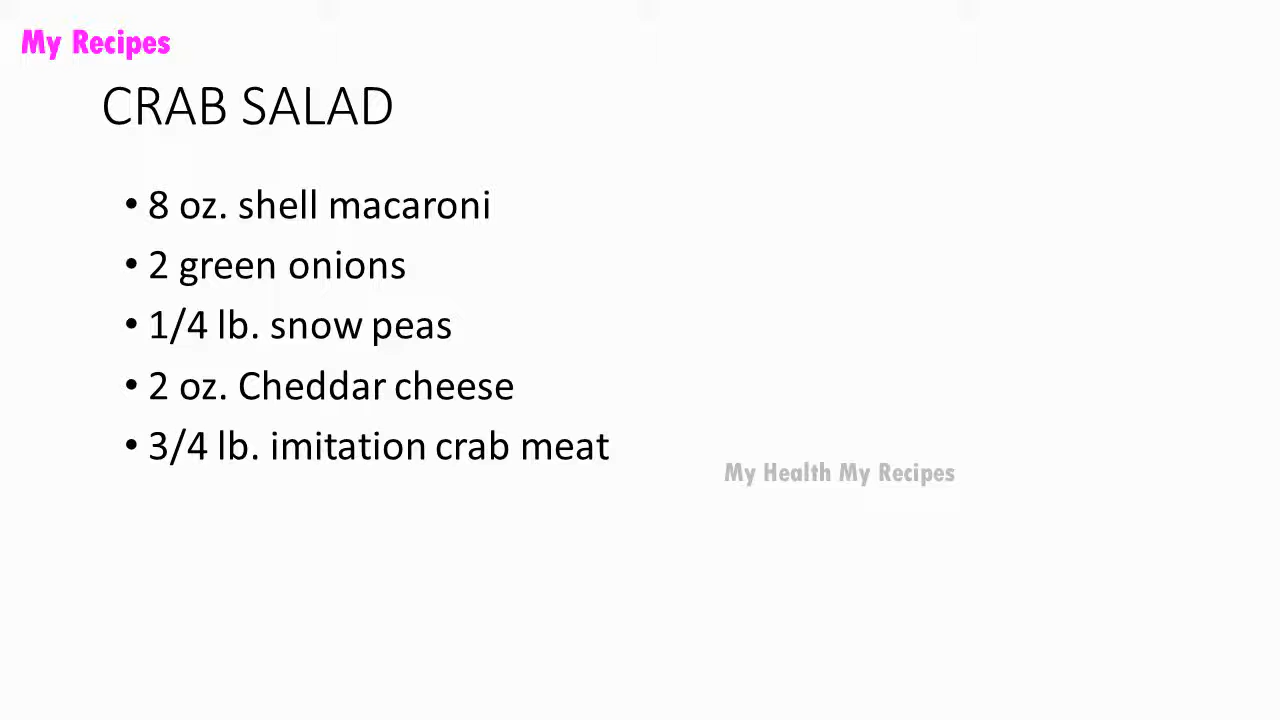 My Recipes
CRAB SALAD
• 8 oz. shell macaroni
• 2 green onions
• 1/4 lb. snow peas
• 2 oz. Cheddar cheese
• 3/4 lb. imitation crab meat
My Health My Recipes